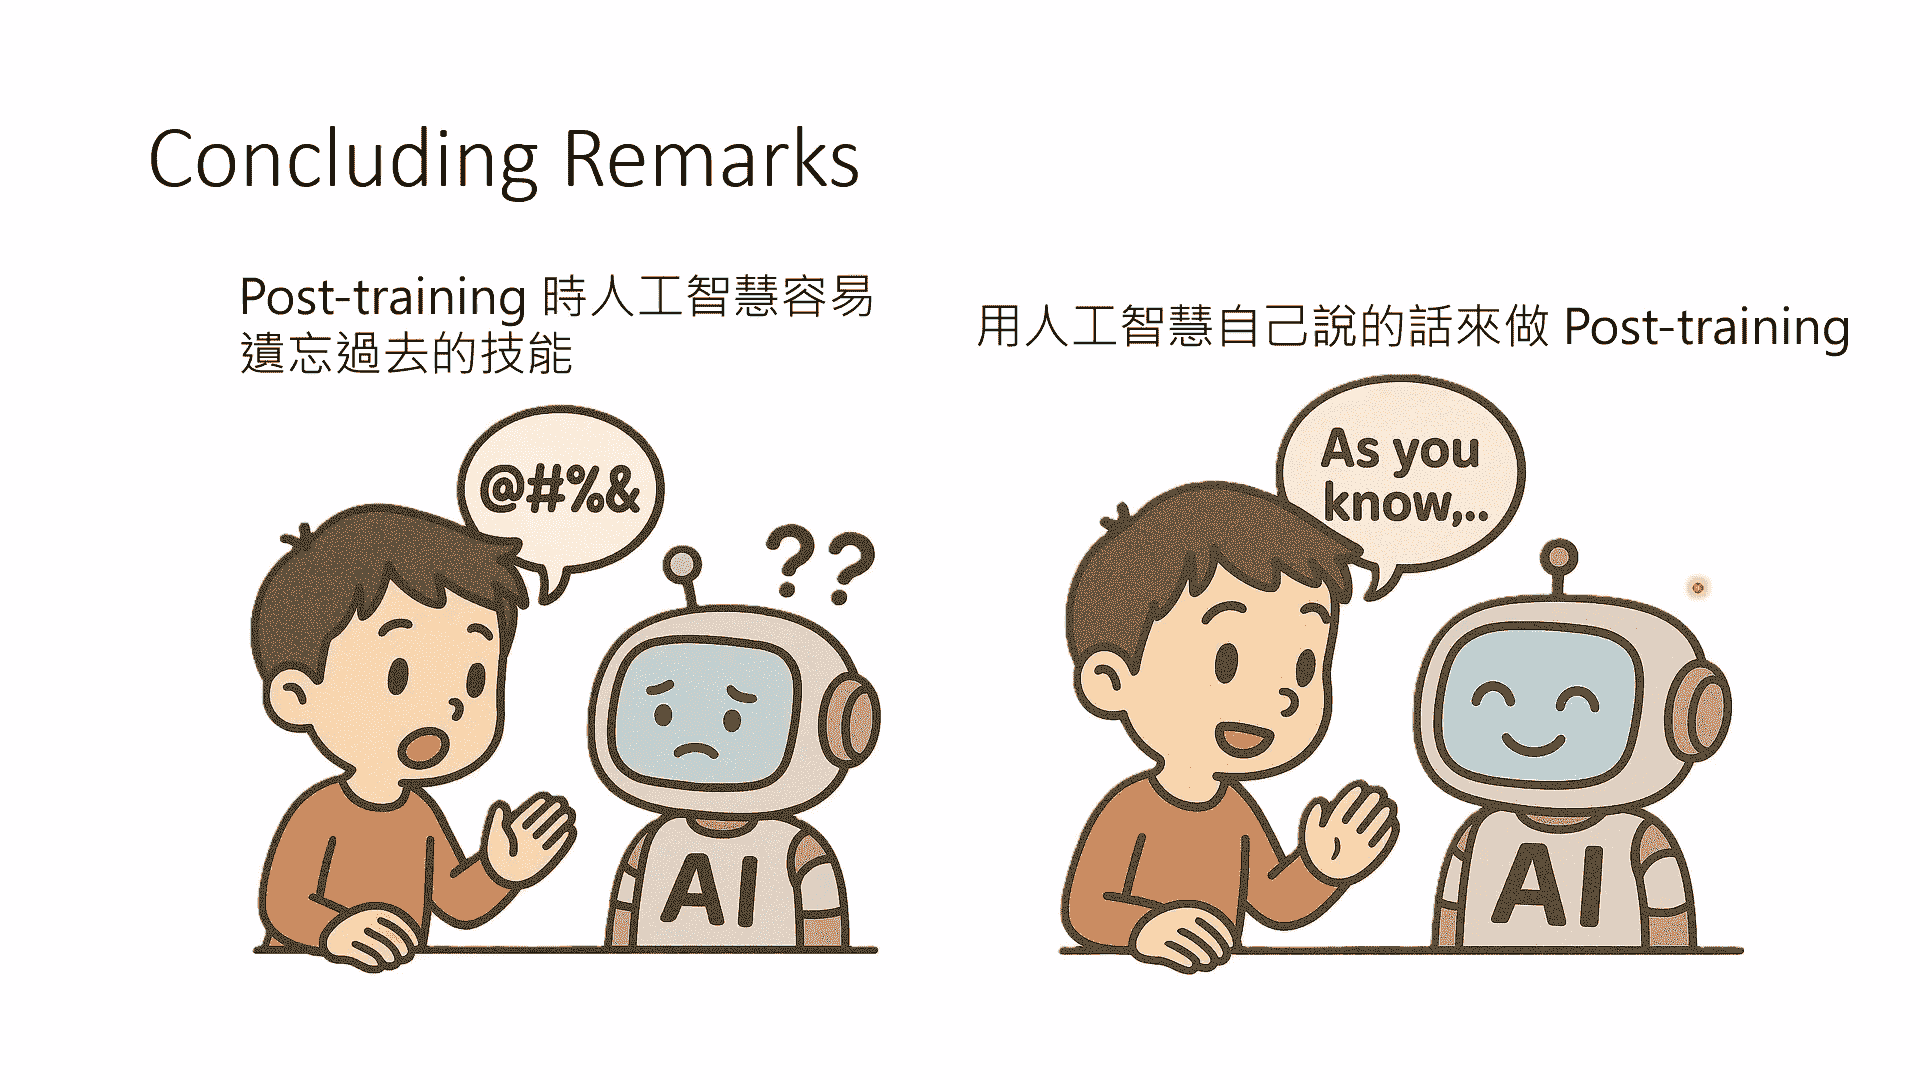 Concluding Remarks
Post-training 時人工智慧容易
遺忘過去的技能
用人工智慧自己說的話來做 Post-training
@#%&
??
As you
know,..
AI
AI